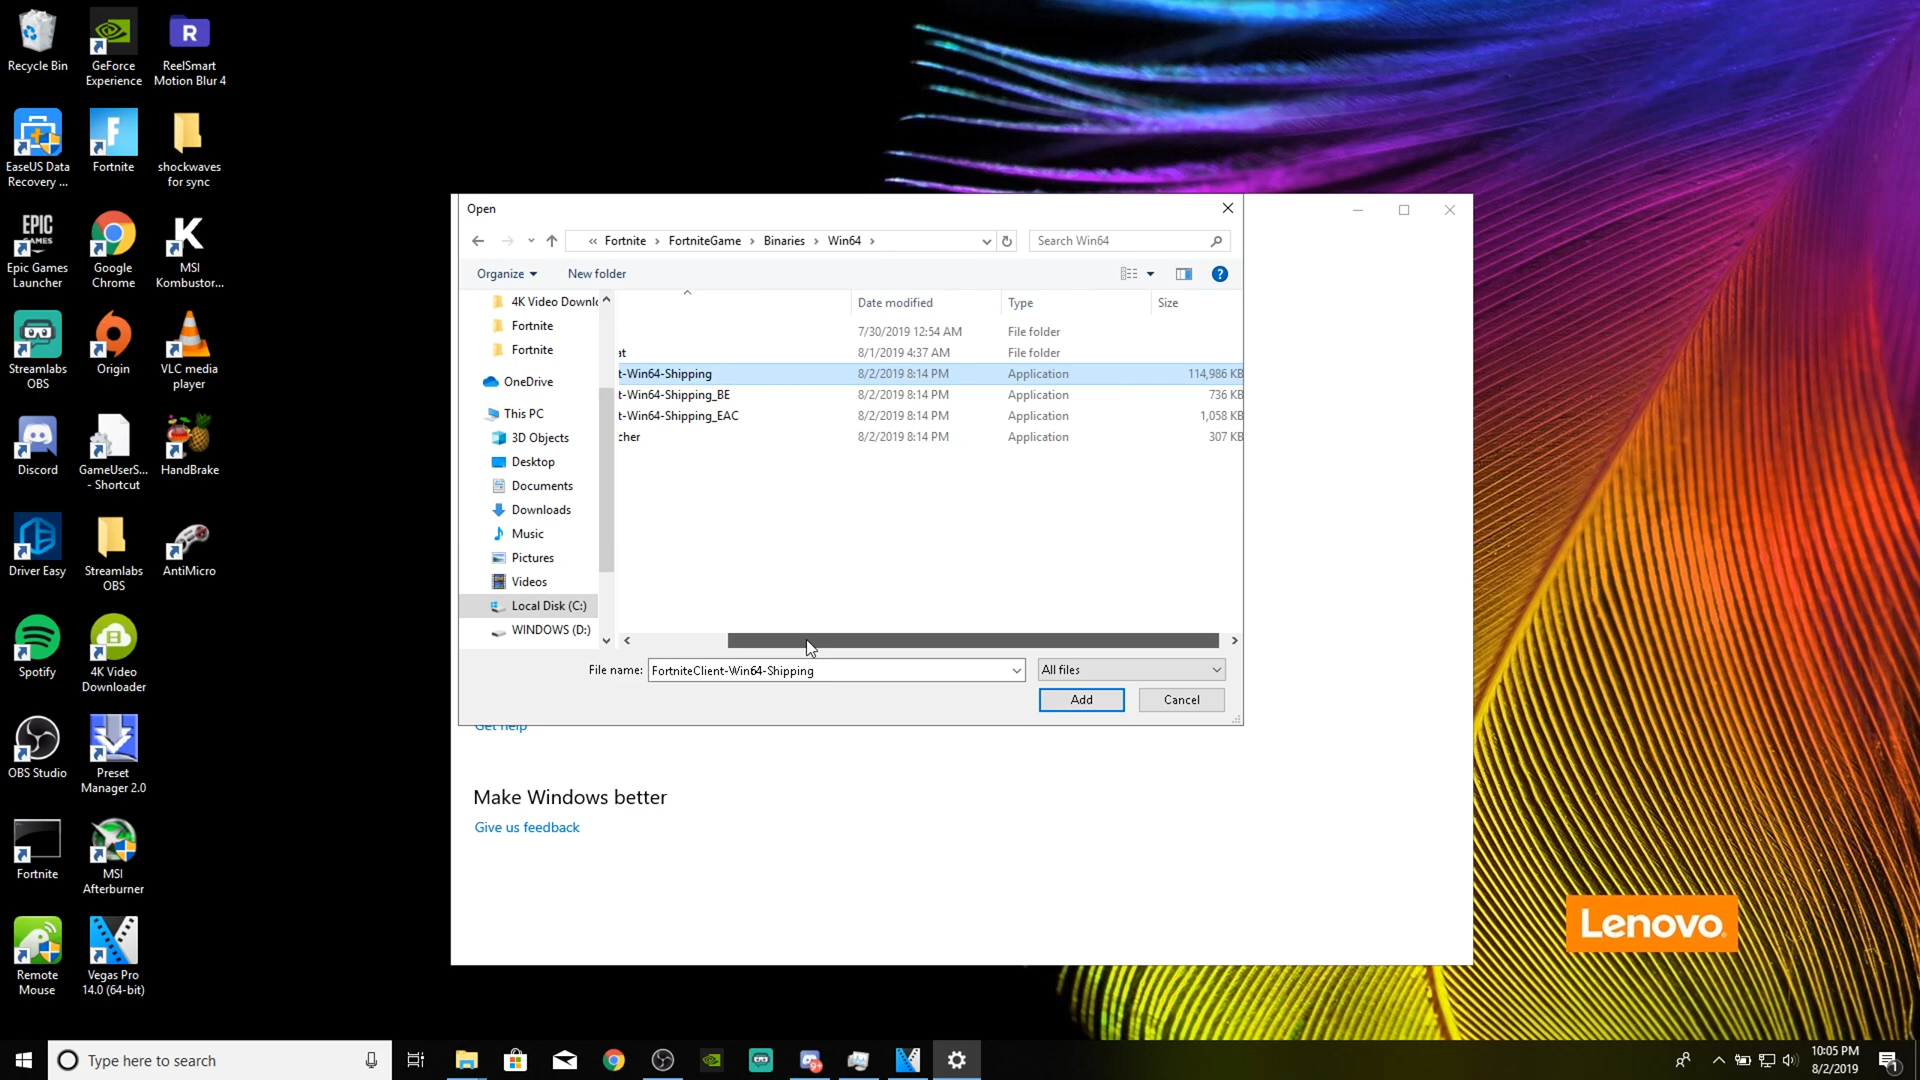 Recycle Bin
GeForce
Experience
R
ReelSmart
Motion Blur 4
EaseUS Data
Recovery ...
Fortnite
shockwaves
for sync
EPIC
GAMES
Epic Games
Launcher
Google
Chrome
K
MSI
Kombustor...
Streamlabs
OBS
Origin
VLC media
player
Discord
GameUserS...
- Shortcut
HandBrake
Driver Easy
Streamlabs
OBS
AntiMicro
Spotify
4K Video
Downloader
OBS Studio
Preset
Manager 2.0
Fortnite
MSI
Afterburner
Remote
Mouse
Vegas Pro
14.0 (64-bit)
Open
« Fortnite › FortniteGame › Binaries › Win64 ›
Search Win64
Organize
New folder
4K Video Downlo
Fortnite
Fortnite
OneDrive
This PC
3D Objects
Desktop
Documents
Downloads
Music
Pictures
Videos
Local Disk (C:)
WINDOWS (D:)
Date modified Type Size
7/30/2019 12:54 AM File folder
at 8/1/2019 4:37 AM File folder
t-Win64-Shipping 8/2/2019 8:14 PM Application 114,986 KB
t-Win64-Shipping_BE 8/2/2019 8:14 PM Application 736 KB
t-Win64-Shipping_EAC 8/2/2019 8:14 PM Application 1,058 KB
cher 8/2/2019 8:14 PM Application 307 KB
File name: FortniteClient-Win64-Shipping All files
Add Cancel
Get help
Make Windows better
Give us feedback
Lenovo
Type here to search
10:05 PM
8/2/2019
1